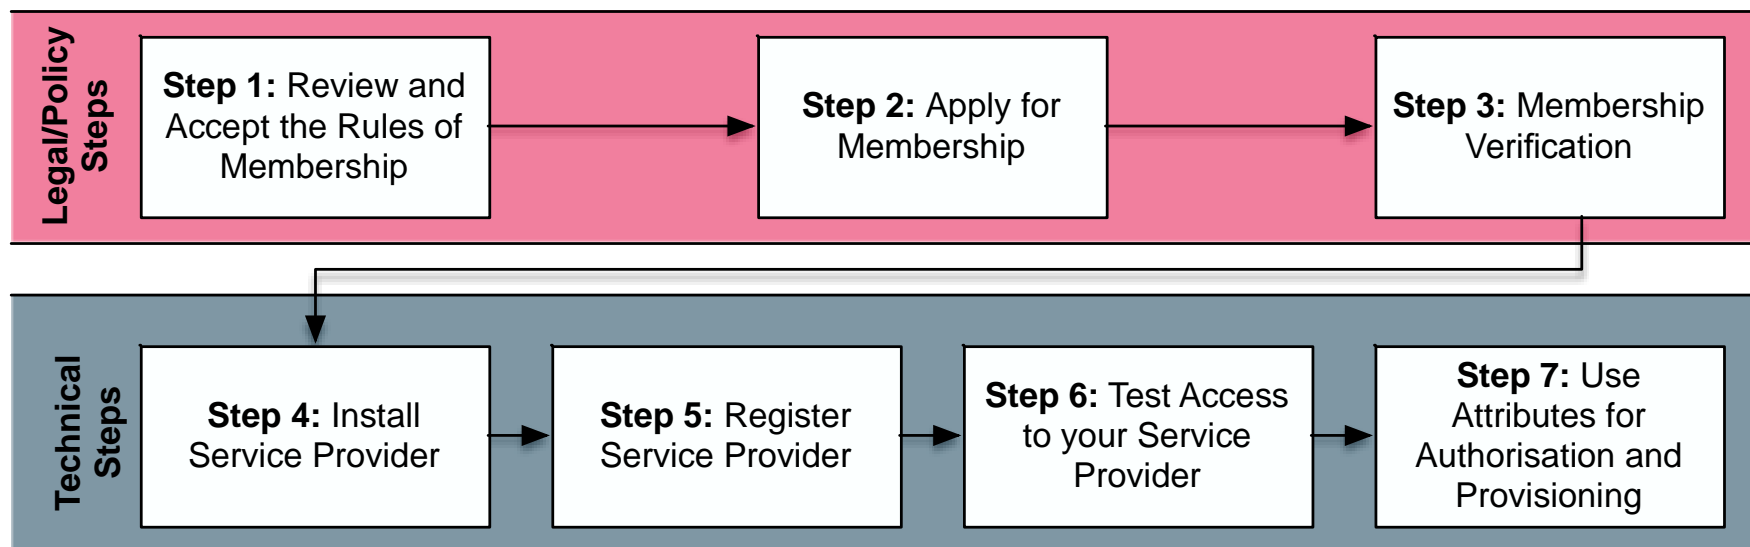 Legal/Policy
Steps
Step 1: Review and
Accept the Rules of
Membership
Step 2: Apply for
Membership
Step 3: Membership
Verification
Technical
Steps
Step 4: Install
Service Provider
Step 5: Register
Service Provider
Step 6: Test Access
to your Service
Provider
Step 7: Use
Attributes for
Authorisation and
Provisioning